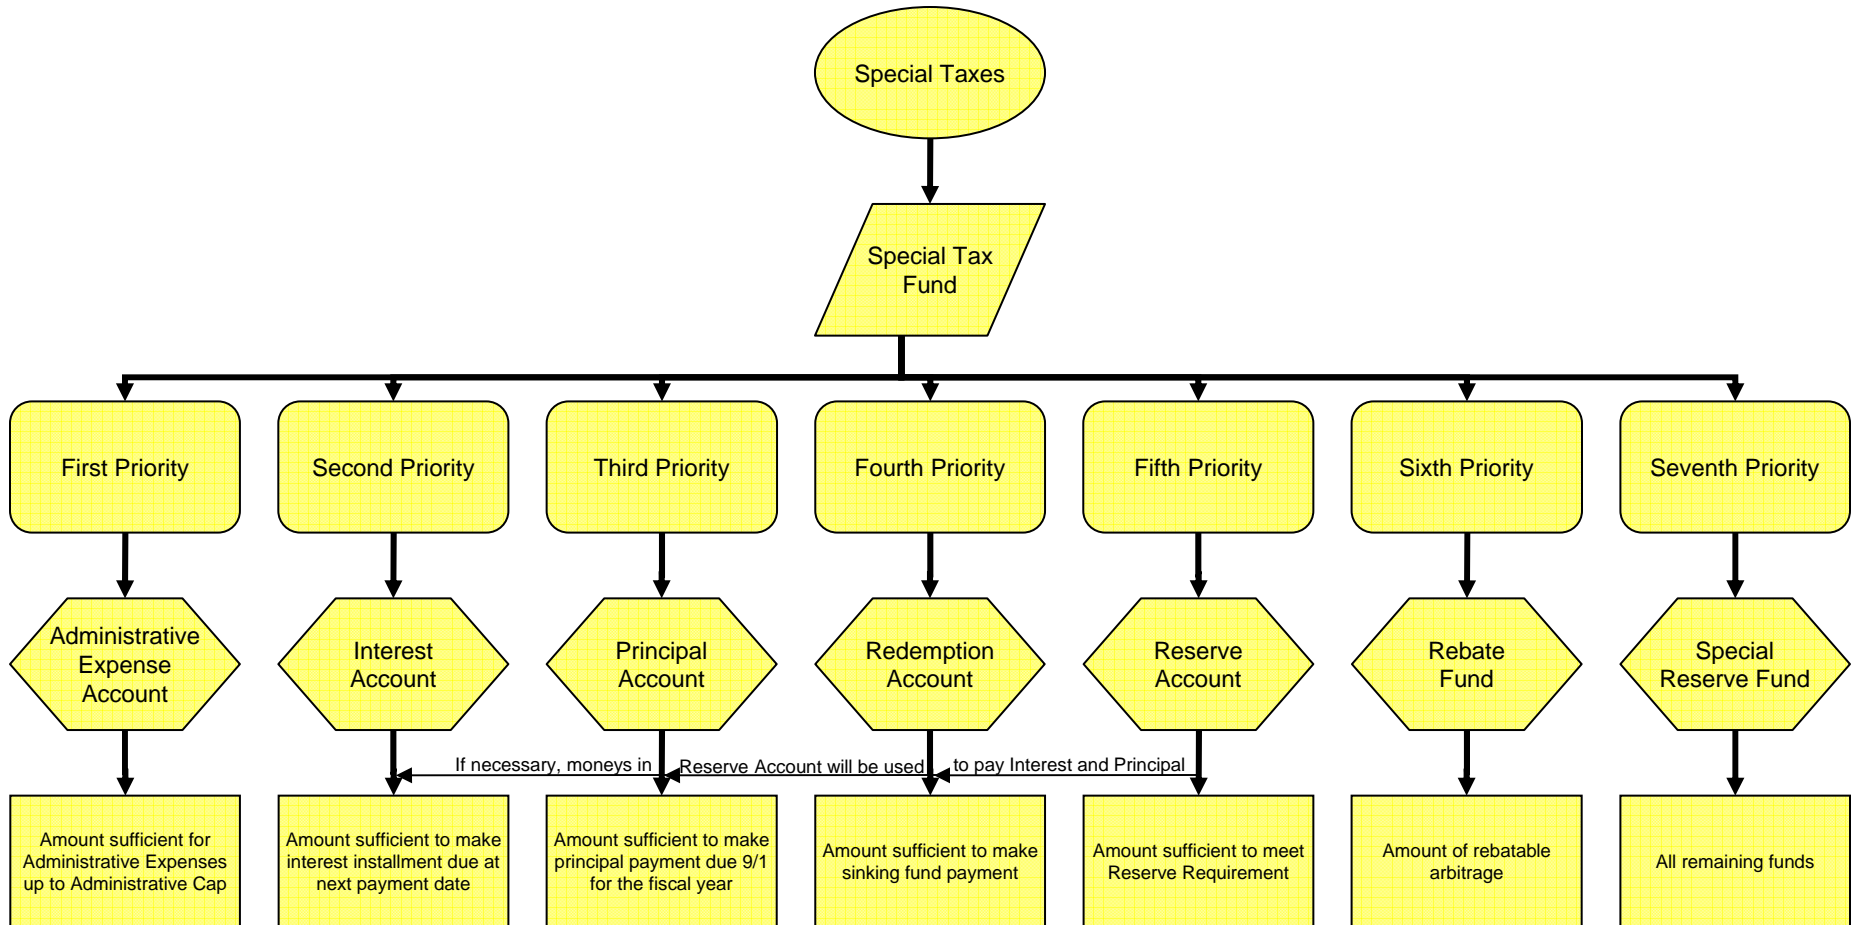 Special Taxes
Special Tax
Fund
First Priority
Second Priority
Third Priority
Fourth Priority
Fifth Priority
Sixth Priority
Seventh Priority
Administrative
Expense
Account
Interest
Account
Principal
Account
Redemption
Account
Reserve
Account
Rebate
Fund
Special
Reserve Fund
If necessary, moneys in
Reserve Account will be used
to pay Interest and Principal
Amount sufficient for
Administrative Expenses
up to Administrative Cap
Amount sufficient to make
interest installment due at
next payment date
Amount sufficient to make
principal payment due 9/1
for the fiscal year
Amount sufficient to make
sinking fund payment
Amount sufficient to meet
Reserve Requirement
Amount of rebatable
arbitrage
All remaining funds